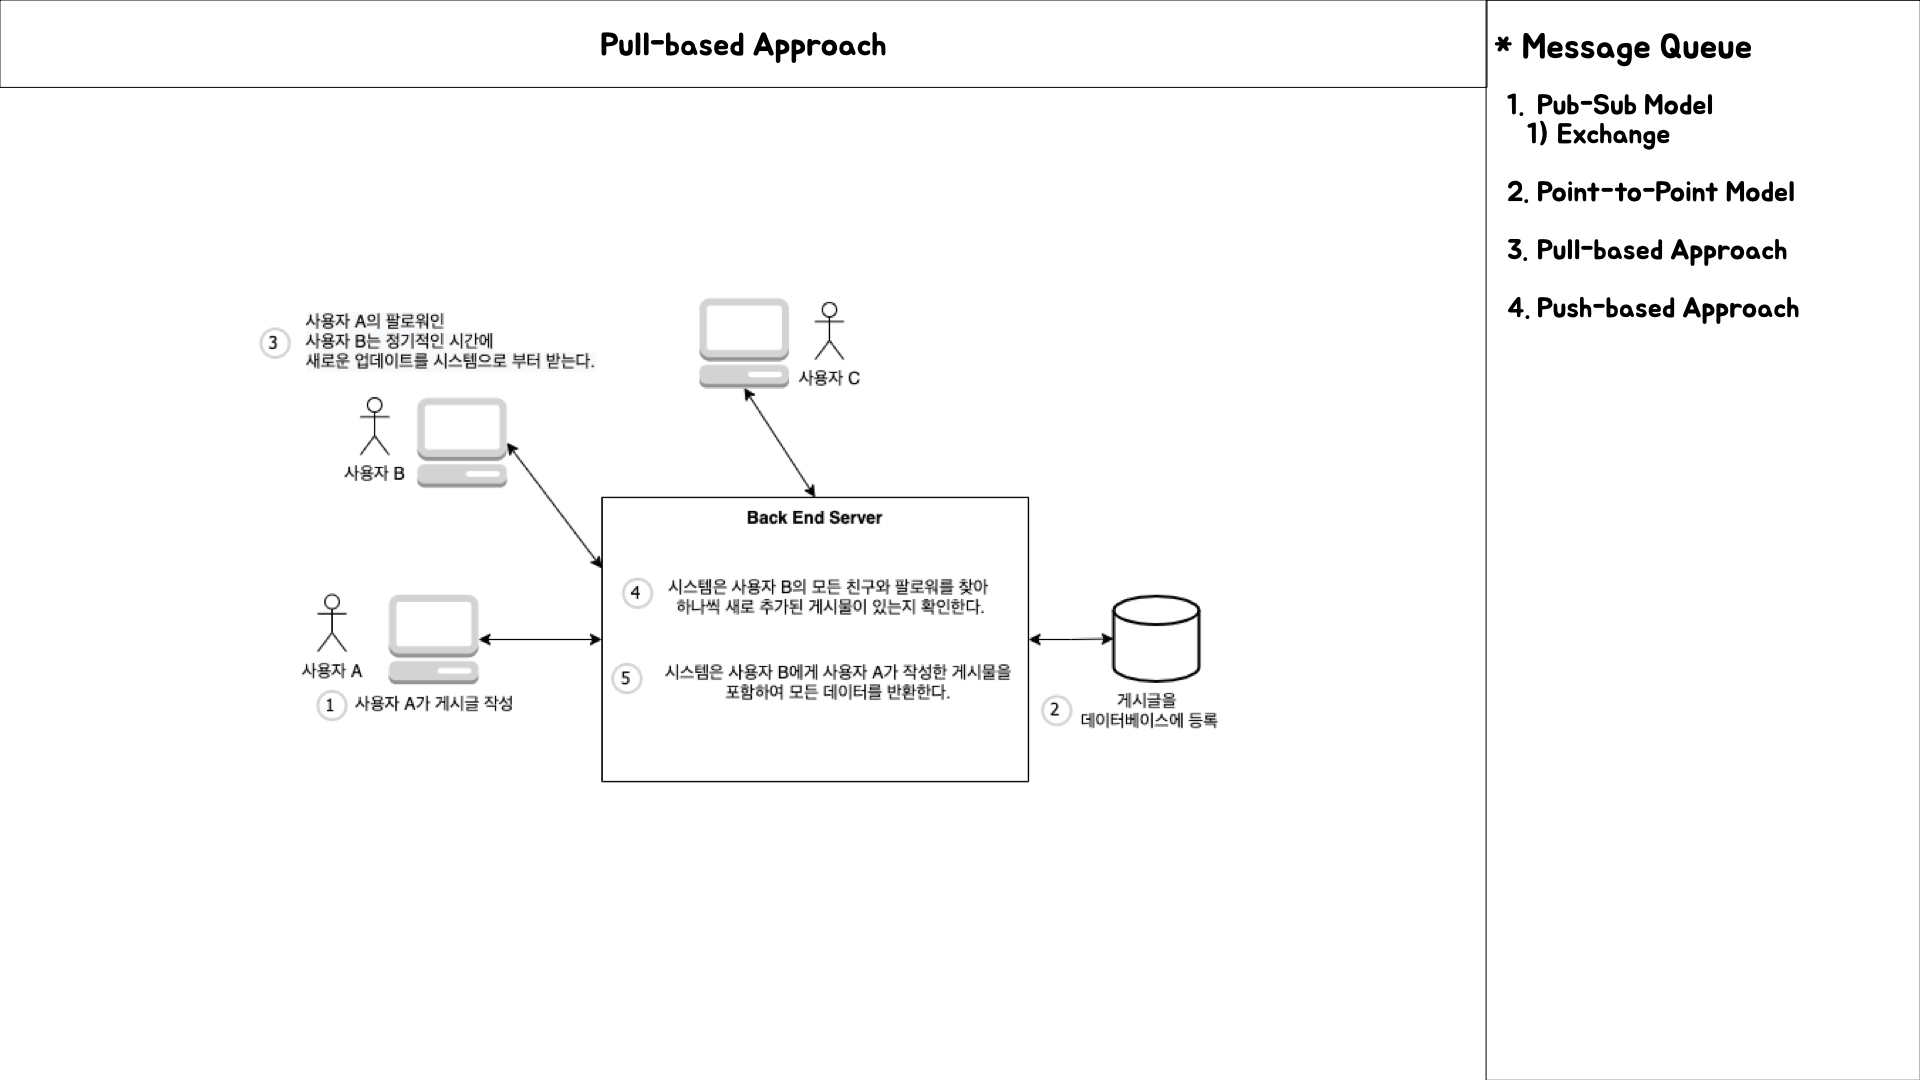 Pull-based Approach
* Message Queue
1. Pub-Sub Model
1) Exchange
2. Point-to-Point Model
3. Pull-based Approach
4. Push-based Approach
3
사용자 A의 팔로워인
사용자 B는 정기적인 시간에
새로운 업데이트를 시스템으로 부터 받는다.
사용자 C
사용자 B
Back End Server
4
시스템은 사용자 B의 모든 친구와 팔로워를 찾아
하나씩 새로 추가된 게시물이 있는지 확인한다.
5
시스템은 사용자 B에게 사용자 A가 작성한 게시물을
포함하여 모든 데이터를 반환한다.
사용자 A
1
사용자 A가 게시글 작성
2
게시글을
데이터베이스에 등록